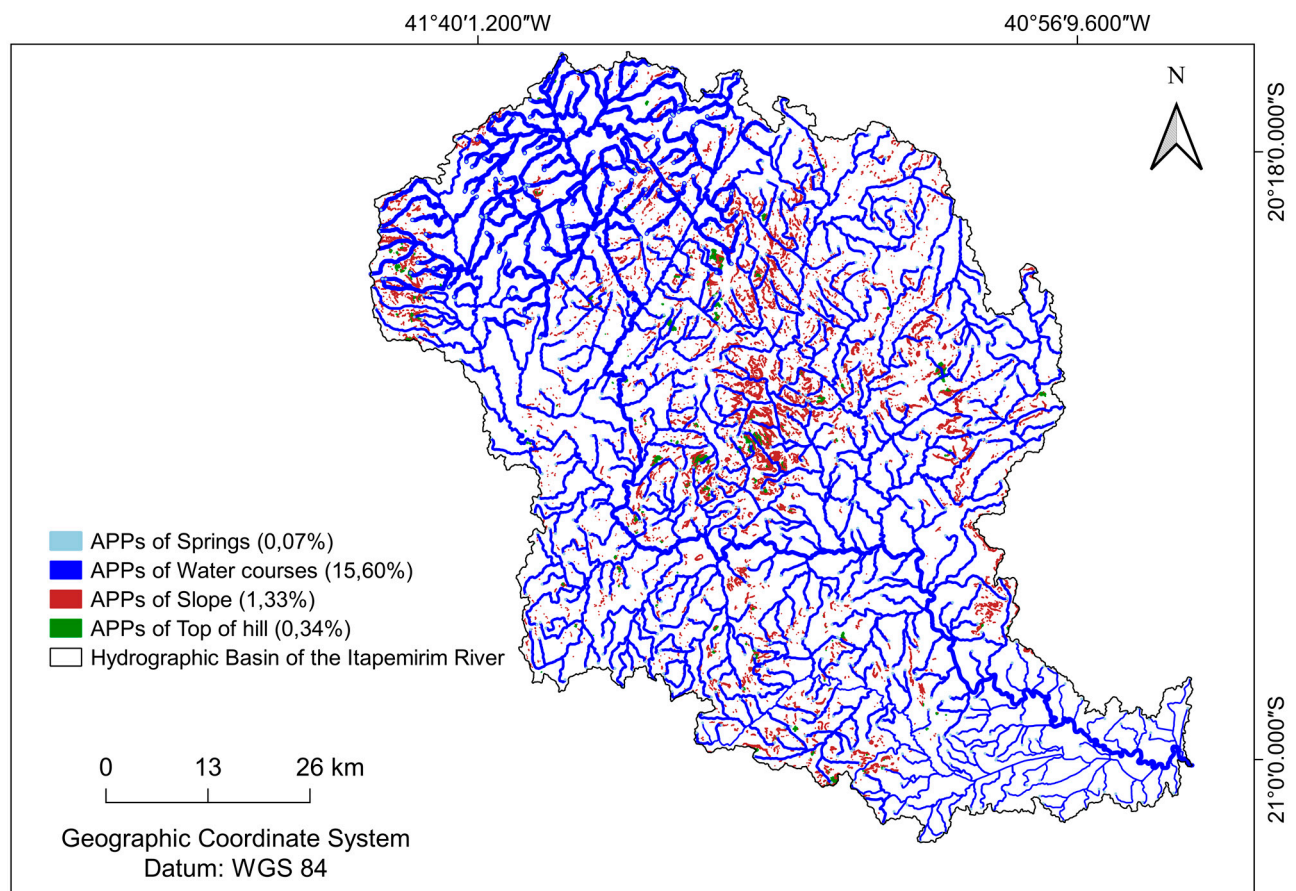 41°40'1.200"W
40°56'9.600"W
N
20°18'0.000"S
APPs of Springs (0,07%)
APPs of Water courses (15,60%)
APPs of Slope (1,33%)
APPs of Top of hill (0,34%)
Hydrographic Basin of the Itapemirim River
21°0'0.000"S
0 13 26 km
Geographic Coordinate System
Datum: WGS 84